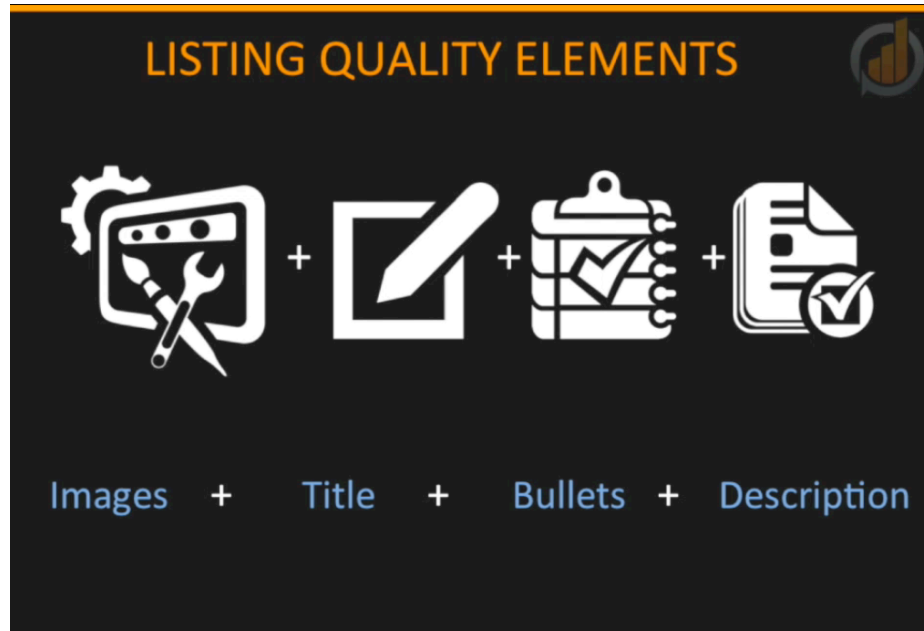 LISTING QUALITY ELEMENTS
+ + +
Images + Title + Bullets + Description